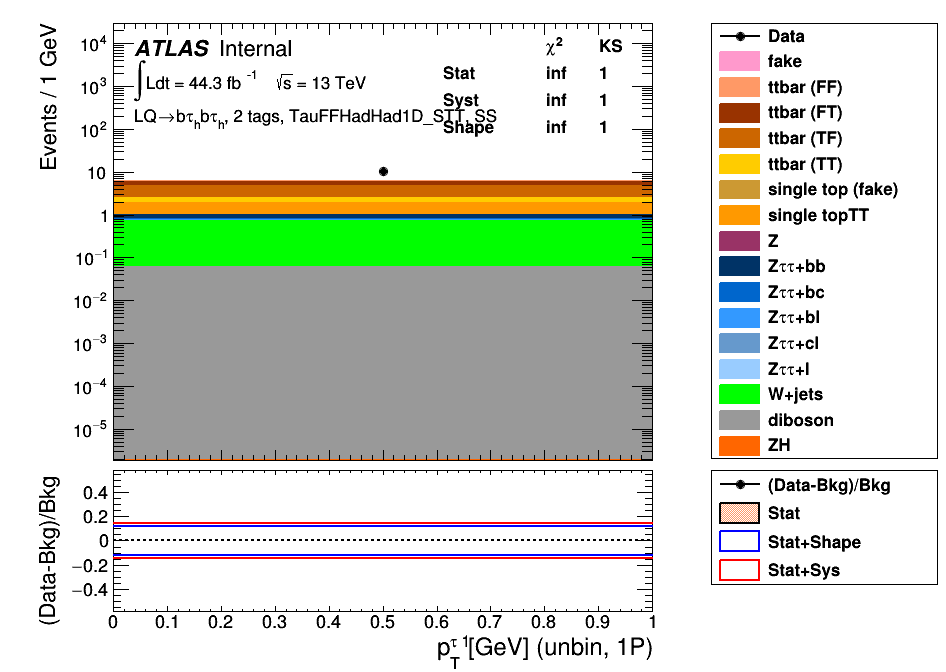 Events / 1 GeV
10⁴
10³
10²
10
1
10⁻¹
10⁻²
10⁻³
10⁻⁴
10⁻⁵
ATLAS Internal
∫Ldt = 44.3 fb⁻¹ √s = 13 TeV
LQ→bτₕbτₕ, 2 tags, TauFFHadHad1D_STT, SS
χ² KS
Stat inf 1
Syst inf 1
Shape inf 1
Data
fake
ttbar (FF)
ttbar (FT)
ttbar (TF)
ttbar (TT)
single top (fake)
single topTT
Z
Zττ+bb
Zττ+bc
Zττ+bl
Zττ+cl
Zττ+l
W+jets
diboson
ZH
(Data-Bkg)/Bkg
0.4
0.2
0
−0.2
−0.4
0 0.1 0.2 0.3 0.4 0.5 0.6 0.7 0.8 0.9 1
p_T^τ1 [GeV] (unbin, 1P)
(Data-Bkg)/Bkg
Stat
Stat+Shape
Stat+Sys